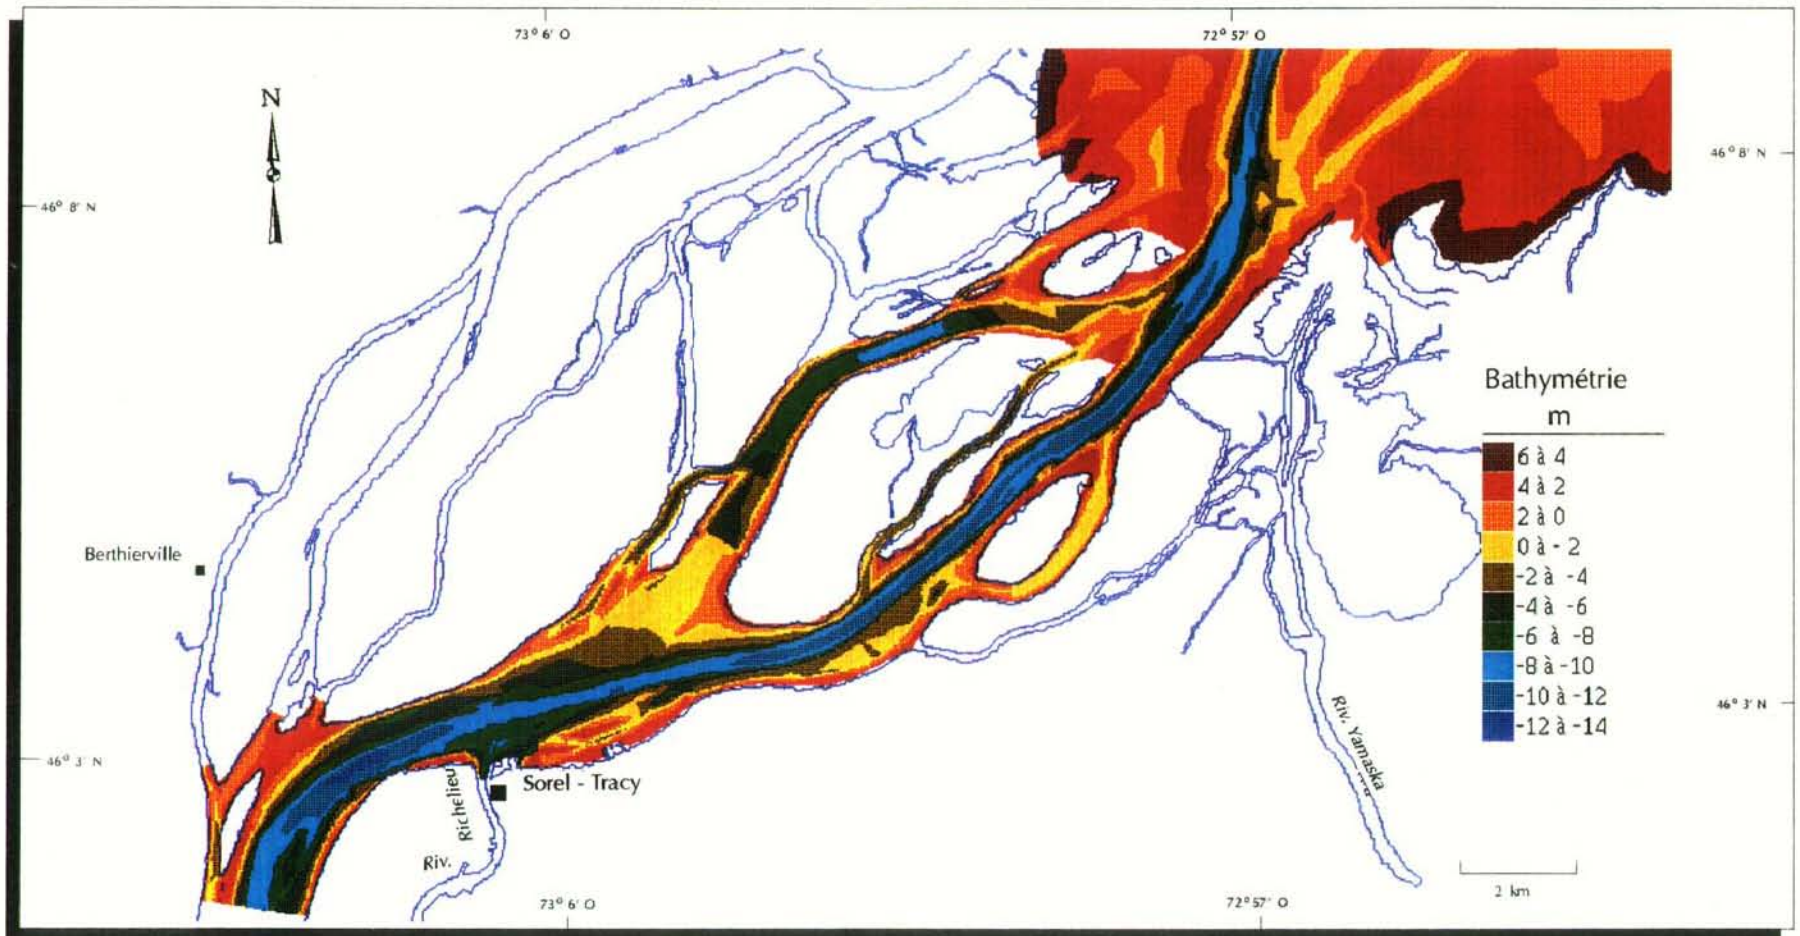 73° 6' O
72° 57' O
N
46° 8' N
46° 8' N
Bathymétrie
m
6 à 4
4 à 2
2 à 0
0 à - 2
-2 à -4
-4 à -6
-6 à -8
-8 à -10
-10 à -12
-12 à -14
Berthierville
46° 3' N
46° 3' N
Sorel - Tracy
Riv. Richelieu
Riv. Yamaska
2 km
73° 6' O
72° 57' O